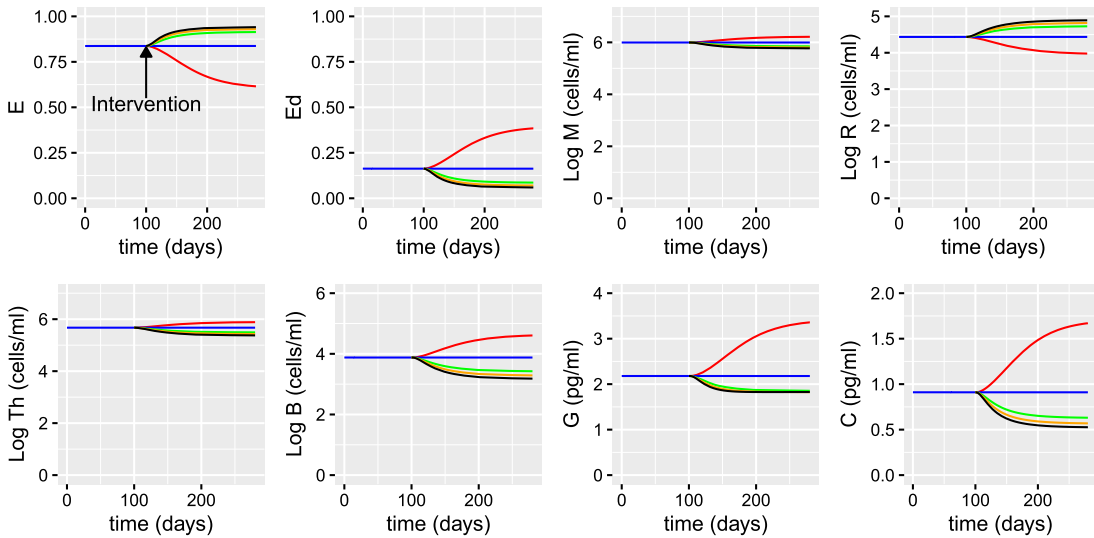 E
1.00
0.75
0.50
0.25
0.00
Intervention
0 100 200
time (days)
Ed
1.00
0.75
0.50
0.25
0.00
0 100 200
time (days)
Log M (cells/ml)
6
4
2
0
0 100 200
time (days)
Log R (cells/ml)
5
4
3
2
1
0
0 100 200
time (days)
Log Th (cells/ml)
6
4
2
0
0 100 200
time (days)
Log B (cells/ml)
6
4
2
0
0 100 200
time (days)
G (pg/ml)
4
3
2
1
0
0 100 200
time (days)
C (pg/ml)
2.0
1.5
1.0
0.5
0.0
0 100 200
time (days)